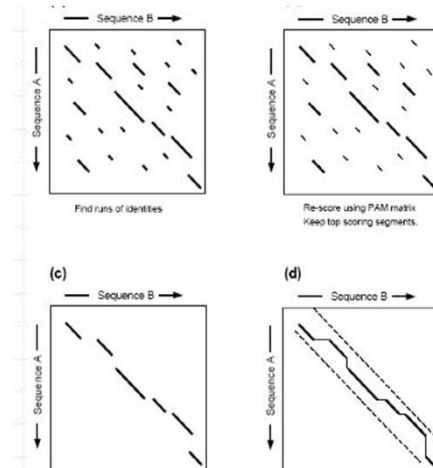 Sequence B
Sequence B
Sequence A
Sequence A
Find runs of identities
Re-score using PAM matrix
Keep top scoring segments.
(c)
(d)
Sequence B
Sequence B
Sequence A
Sequence A